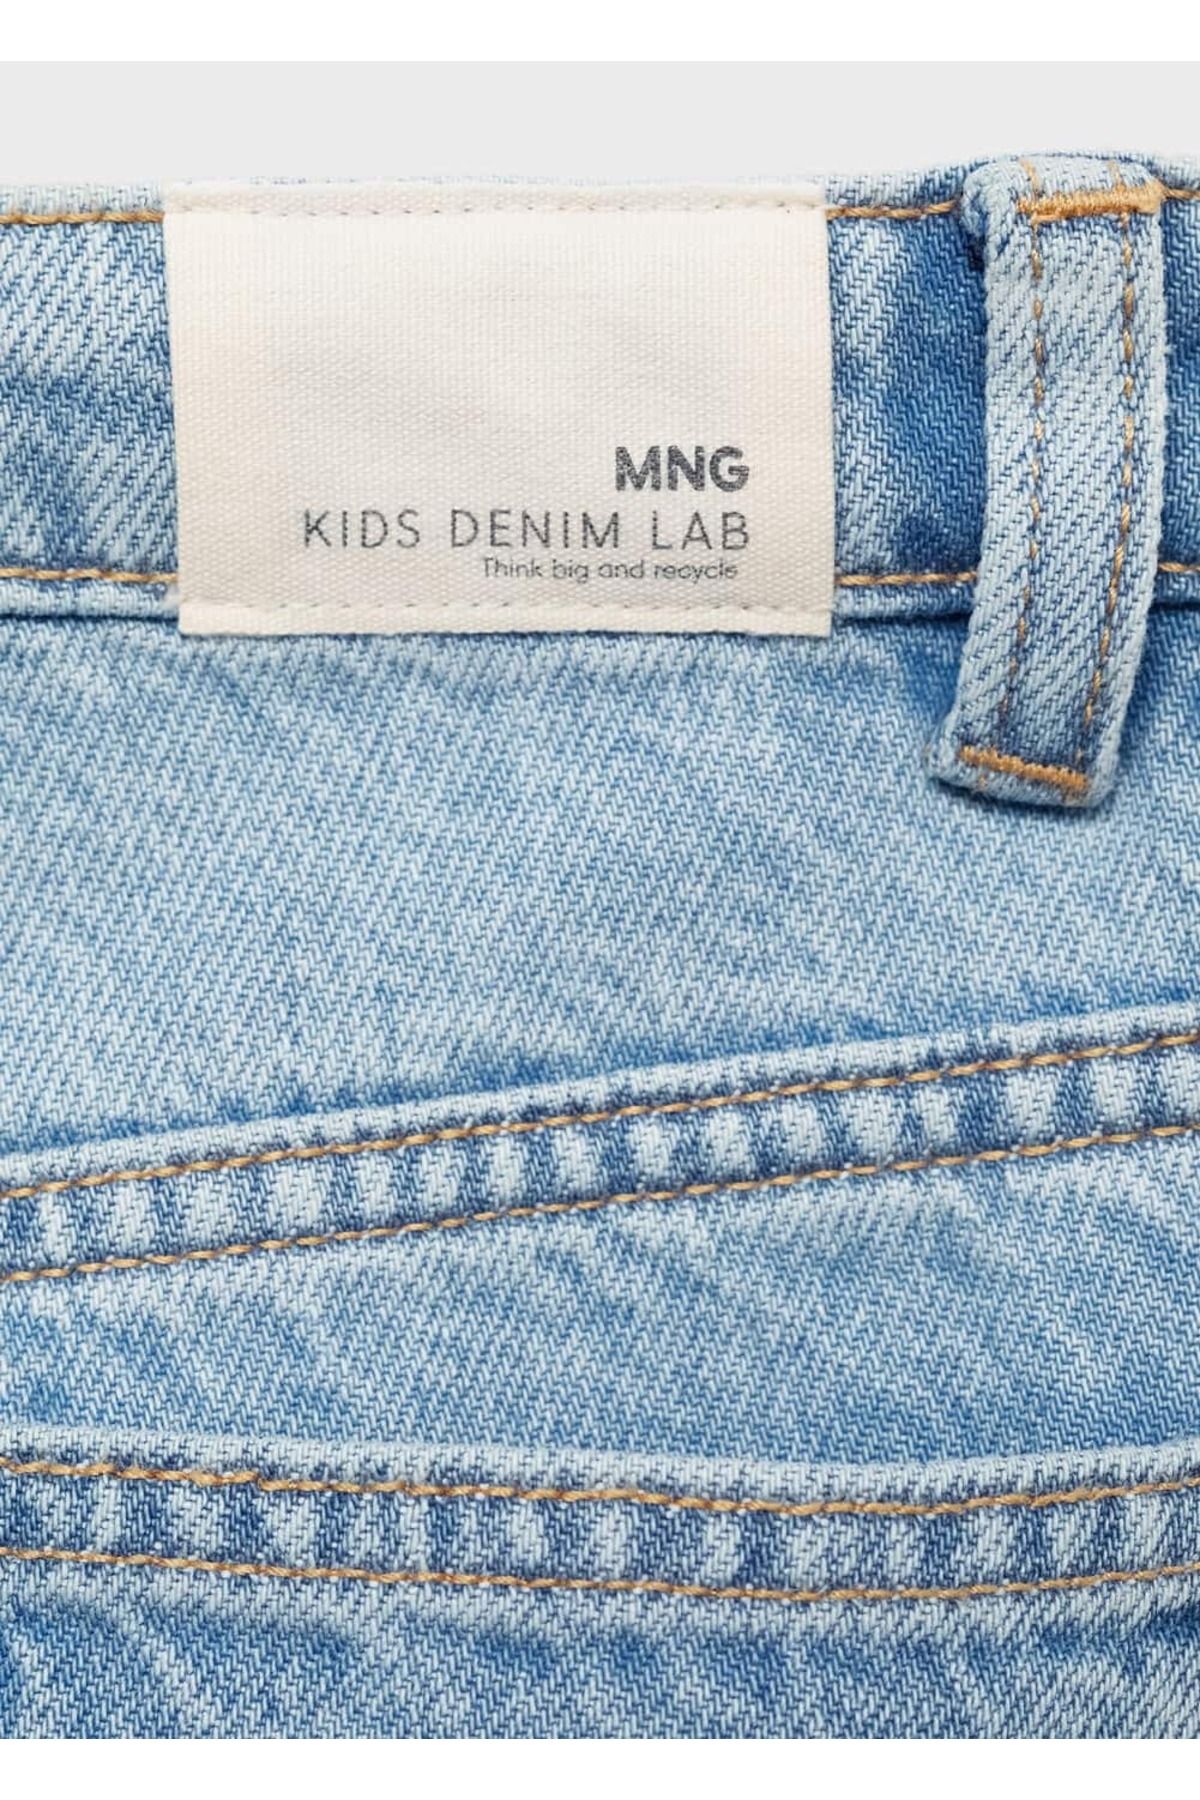 MNG
KIDS DENIM LAB
Think big and recycle